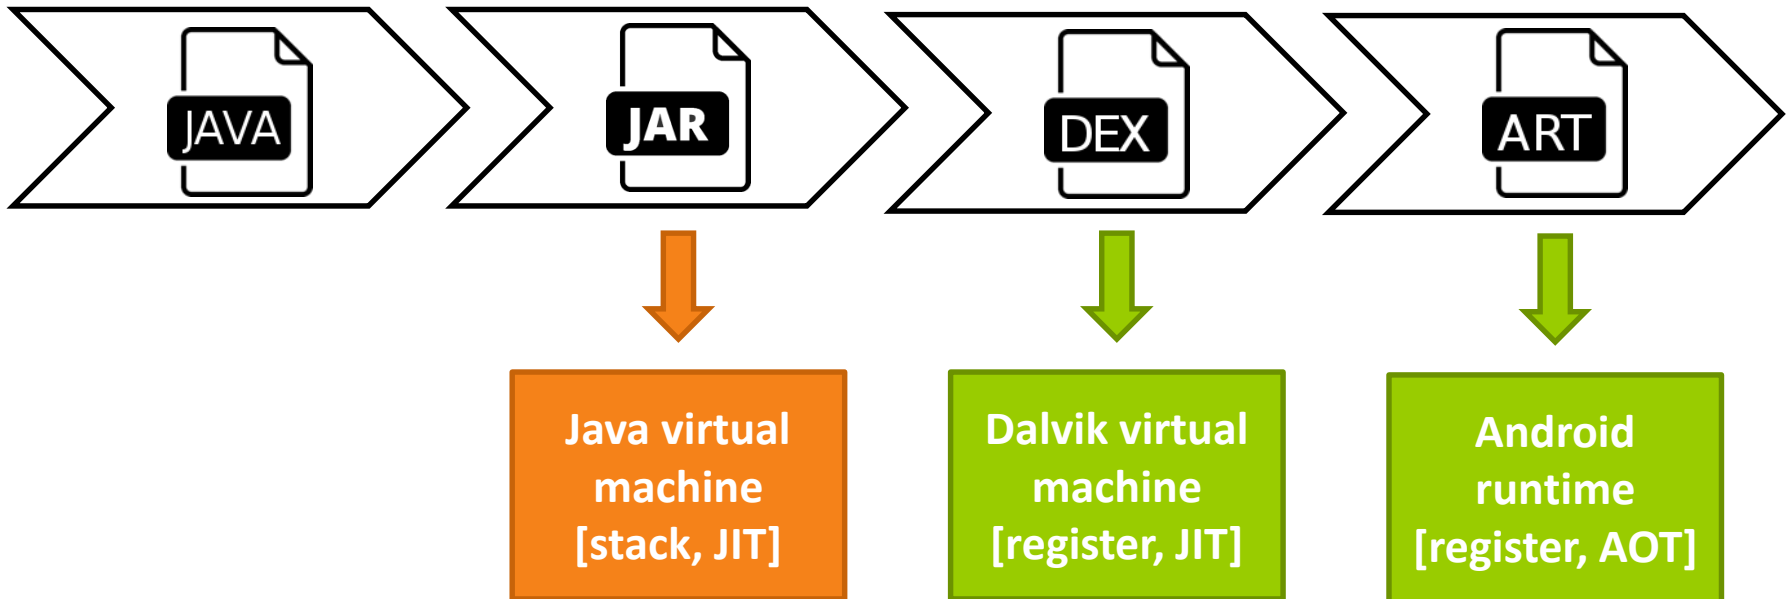 JAVA
JAR
DEX
ART
Java virtual
machine
[stack, JIT]
Dalvik virtual
machine
[register, JIT]
Android
runtime
[register, AOT]